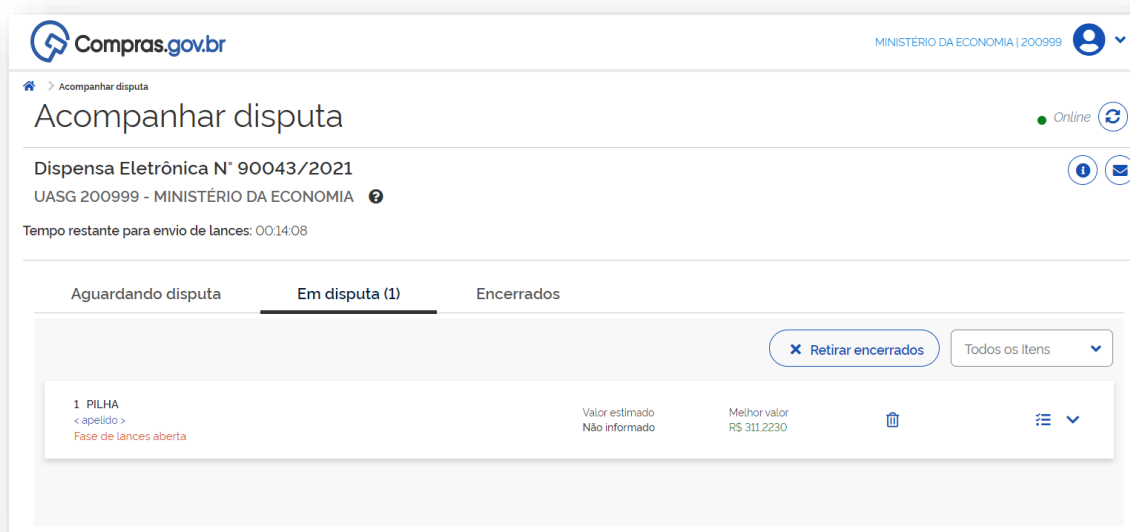 Compras.gov.br
MINISTÉRIO DA ECONOMIA | 200999
Acompanhar disputa
Acompanhar disputa
Online
Dispensa Eletrônica N° 90043/2021
UASG 200999 - MINISTÉRIO DA ECONOMIA
Tempo restante para envio de lances: 00:14:08
Aguardando disputa Em disputa (1) Encerrados
Retirar encerrados Todos os Itens
1 PILHA
< apelido >
Fase de lances aberta
Valor estimado
Não informado
Melhor valor
R$ 311.2230